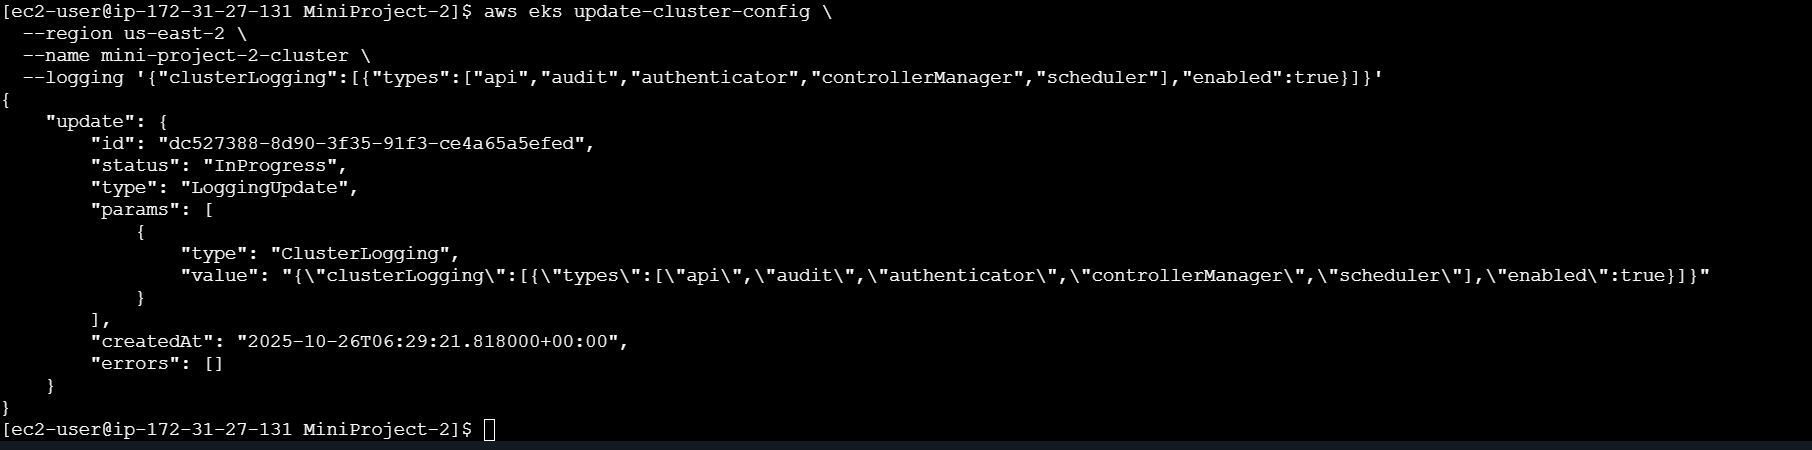 [ec2-user@ip-172-31-27-131 MiniProject-2]$ aws eks update-cluster-config \
  --region us-east-2 \
  --name mini-project-2-cluster \
  --logging '{"clusterLogging":[{"types":["api","audit","authenticator","controllerManager","scheduler"],"enabled":true}]}'
{
    "update": {
        "id": "dc527388-8d90-3f35-91f3-ce4a65a5efed",
        "status": "InProgress",
        "type": "LoggingUpdate",
        "params": [
            {
                "type": "ClusterLogging",
                "value": "{\"clusterLogging\":[{\"types\":[\"api\",\"audit\",\"authenticator\",\"controllerManager\",\"scheduler\"],\"enabled\":true}]}"
            }
        ],
        "createdAt": "2025-10-26T06:29:21.818000+00:00",
        "errors": []
    }
}
[ec2-user@ip-172-31-27-131 MiniProject-2]$